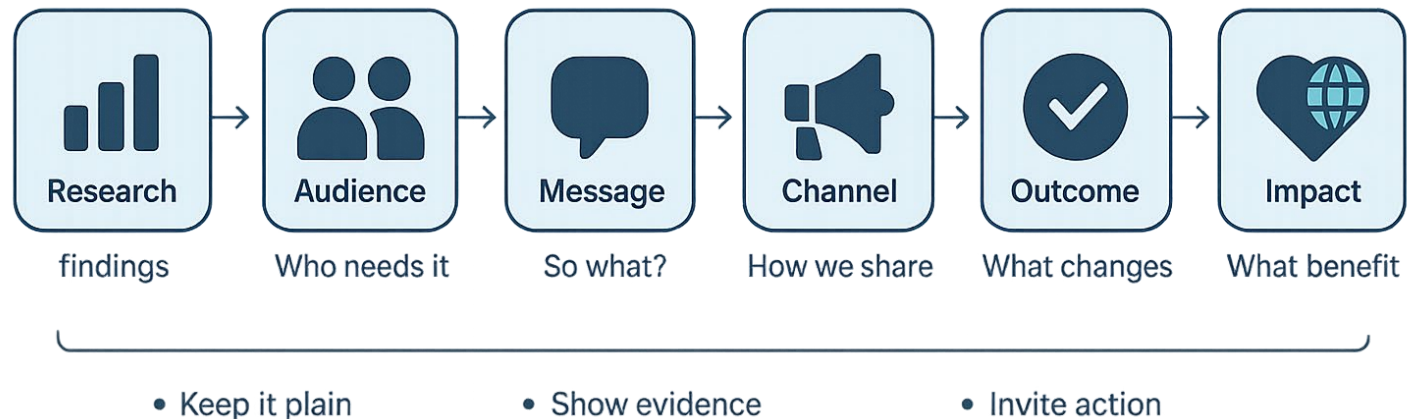 Research
Audience
Message
Channel
Outcome
Impact
findings
Who needs it
So what?
How we share
What changes
What benefit
• Keep it plain
• Show evidence
• Invite action